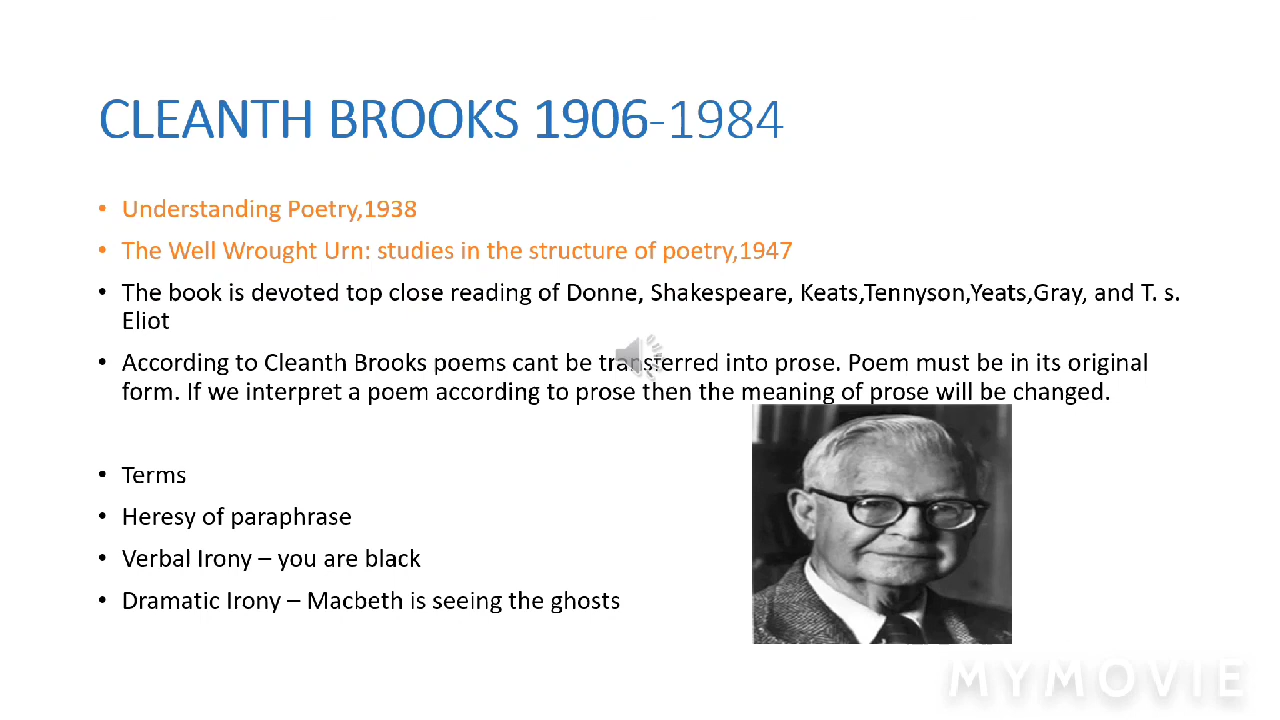 CLEANTH BROOKS 1906-1984
• Understanding Poetry,1938
• The Well Wrought Urn: studies in the structure of poetry,1947
• The book is devoted top close reading of Donne, Shakespeare, Keats,Tennyson,Yeats,Gray, and T. s.
Eliot
• According to Cleanth Brooks poems cant be transferred into prose. Poem must be in its original
form. If we interpret a poem according to prose then the meaning of prose will be changed.
• Terms
• Heresy of paraphrase
• Verbal Irony – you are black
• Dramatic Irony – Macbeth is seeing the ghosts
MYMOVIE